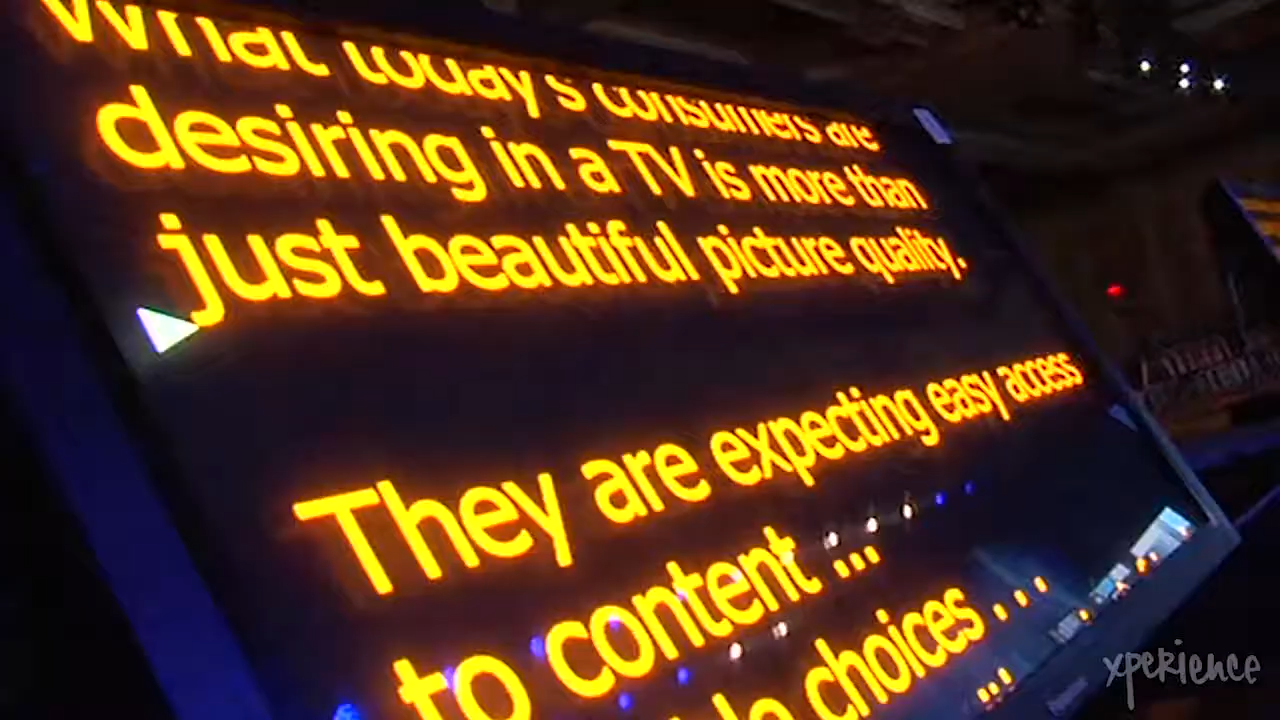 What today's consumers are
desiring in a TV is more than
just beautiful picture quality.
They are expecting easy access
to content ...
choices . . .
...
xperience